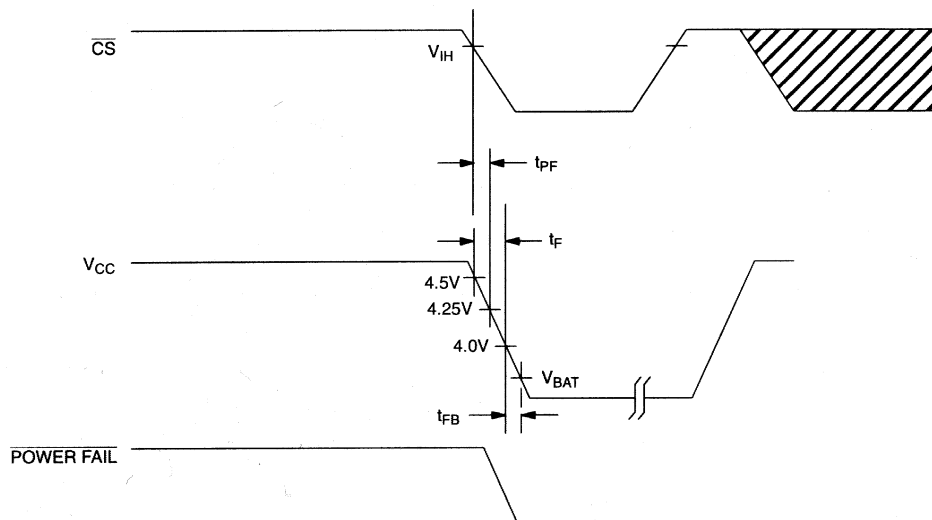 CS
VIH
tPF
tF
VCC
4.5V
4.25V
4.0V
VBAT
tFB
POWER FAIL